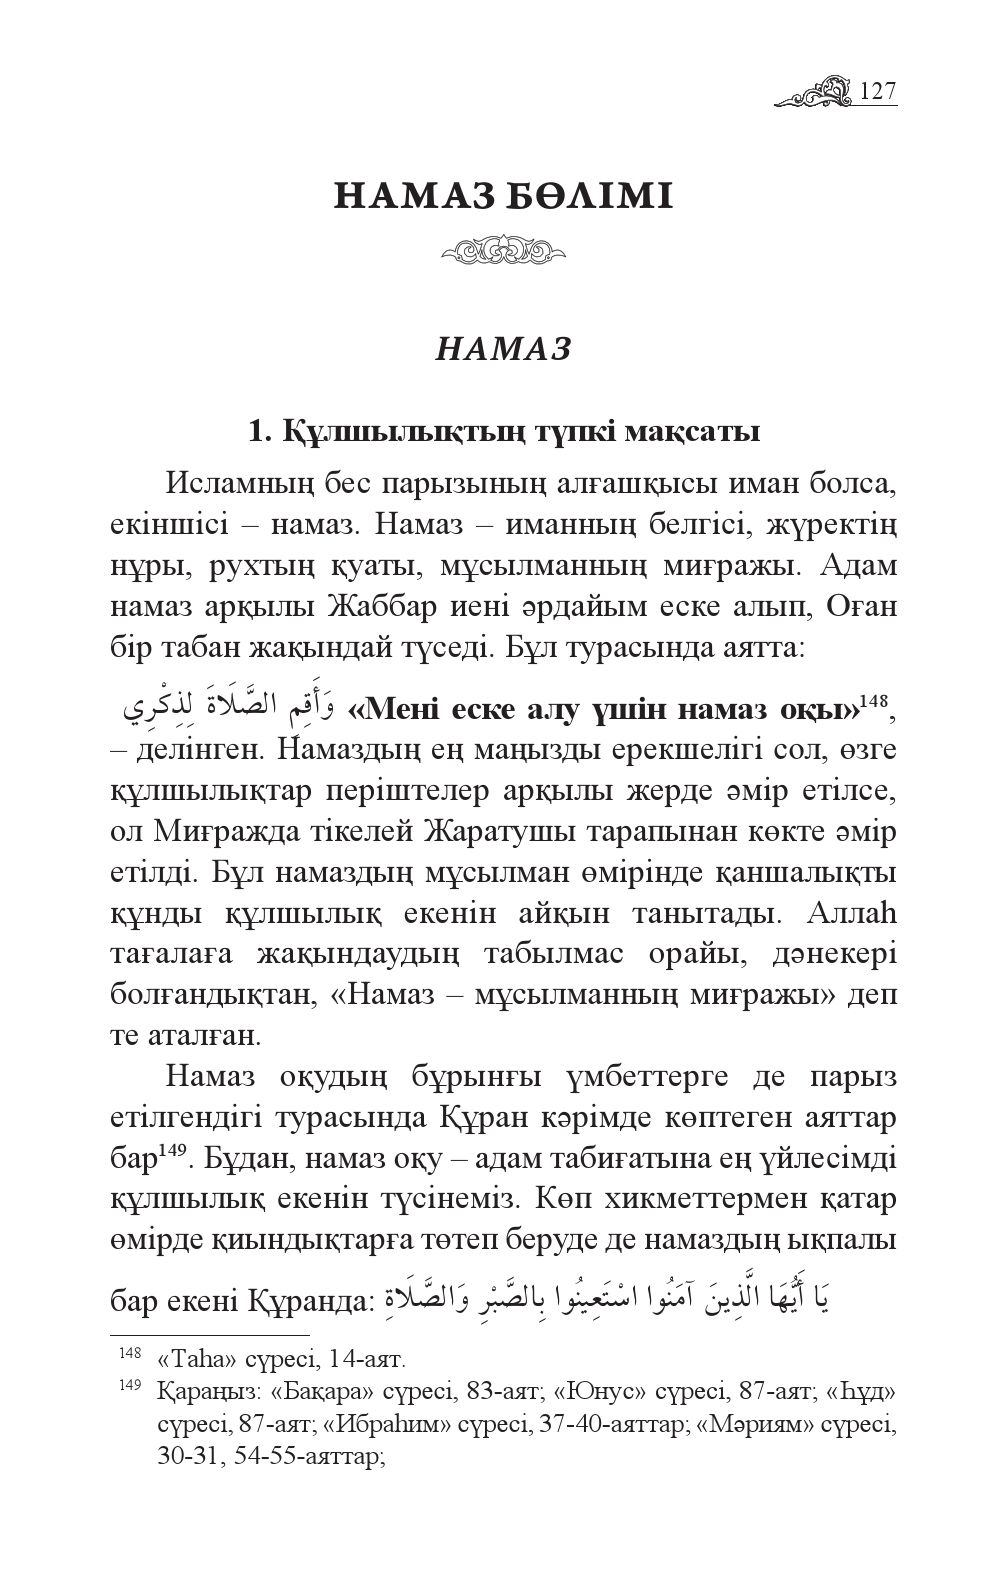 127
НАМАЗ БӨЛІМІ
НАМАЗ
1. Құлшылықтың түпкі мақсаты
Исламның бес парызының алғашқысы иман болса,
екіншісі – намаз. Намаз – иманның белгісі, жүректің
нұры, рухтың қуаты, мұсылманның миғражы. Адам
намаз арқылы Жаббар иені әрдайым еске алып, Оған
бір табан жақындай түседі. Бұл турасында аятта:
وَأَقِمِ الصَّلَاةَ لِذِكْرِي «Мені еске алу үшін намаз оқы»¹⁴⁸,
– делінген. Намаздың ең маңызды ерекшелігі сол, өзге
құлшылықтар періштелер арқылы жерде әмір етілсе,
ол Миғражда тікелей Жаратушы тарапынан көкте әмір
етілді. Бұл намаздың мұсылман өмірінде қаншалықты
құнды құлшылық екенін айқын танытады. Аллаһ
тағалаға жақындаудың табылмас орайы, дәнекері
болғандықтан, «Намаз – мұсылманның миғражы» деп
те аталған.
Намаз оқудың бұрынғы үмбеттерге де парыз
етілгендігі турасында Құран кәрімде көптеген аяттар
бар¹⁴⁹. Бұдан, намаз оқу – адам табиғатына ең үйлесімді
құлшылық екенін түсінеміз. Көп хикметтермен қатар
өмірде қиындықтарға төтеп беруде де намаздың ықпалы
бар екені Құранда: يَا أَيُّهَا الَّذِينَ آمَنُوا اسْتَعِينُوا بِالصَّبْرِ وَالصَّلَاةِ
148 «Таһа» сүресі, 14-аят.
149 Қараңыз: «Бақара» сүресі, 83-аят; «Юнус» сүресі, 87-аят; «Һұд»
сүресі, 87-аят; «Ибраһим» сүресі, 37-40-аяттар; «Мәриям» сүресі,
30-31, 54-55-аяттар;